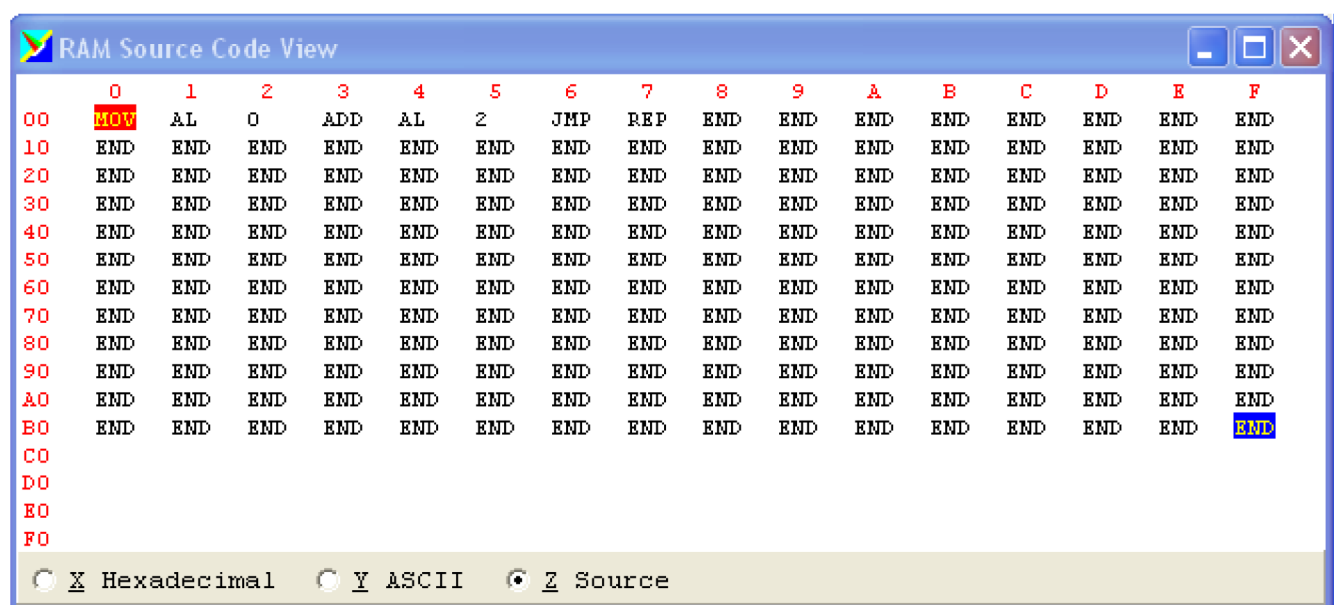 RAM Source Code View
0 1 2 3 4 5 6 7 8 9 A B C D E F
00 MOV AL 0 ADD AL 2 JMP REP END END END END END END END END
10 END END END END END END END END END END END END END END END END
20 END END END END END END END END END END END END END END END END
30 END END END END END END END END END END END END END END END END
40 END END END END END END END END END END END END END END END END
50 END END END END END END END END END END END END END END END END
60 END END END END END END END END END END END END END END END END
70 END END END END END END END END END END END END END END END END
80 END END END END END END END END END END END END END END END END
90 END END END END END END END END END END END END END END END END
A0 END END END END END END END END END END END END END END END END
B0 END END END END END END END END END END END END END END END END
C0
D0
E0
F0
X Hexadecimal Y ASCII Z Source